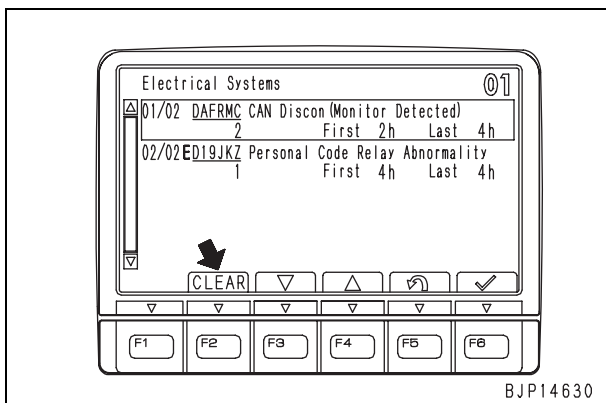 Electrical Systems 01
01/02 DAFRMC CAN Discon(Monitor Detected)
2 First 2h Last 4h
02/02 E D19JKZ Personal Code Relay Abnormality
1 First 4h Last 4h
CLEAR
F1 F2 F3 F4 F5 F6
BJP14630